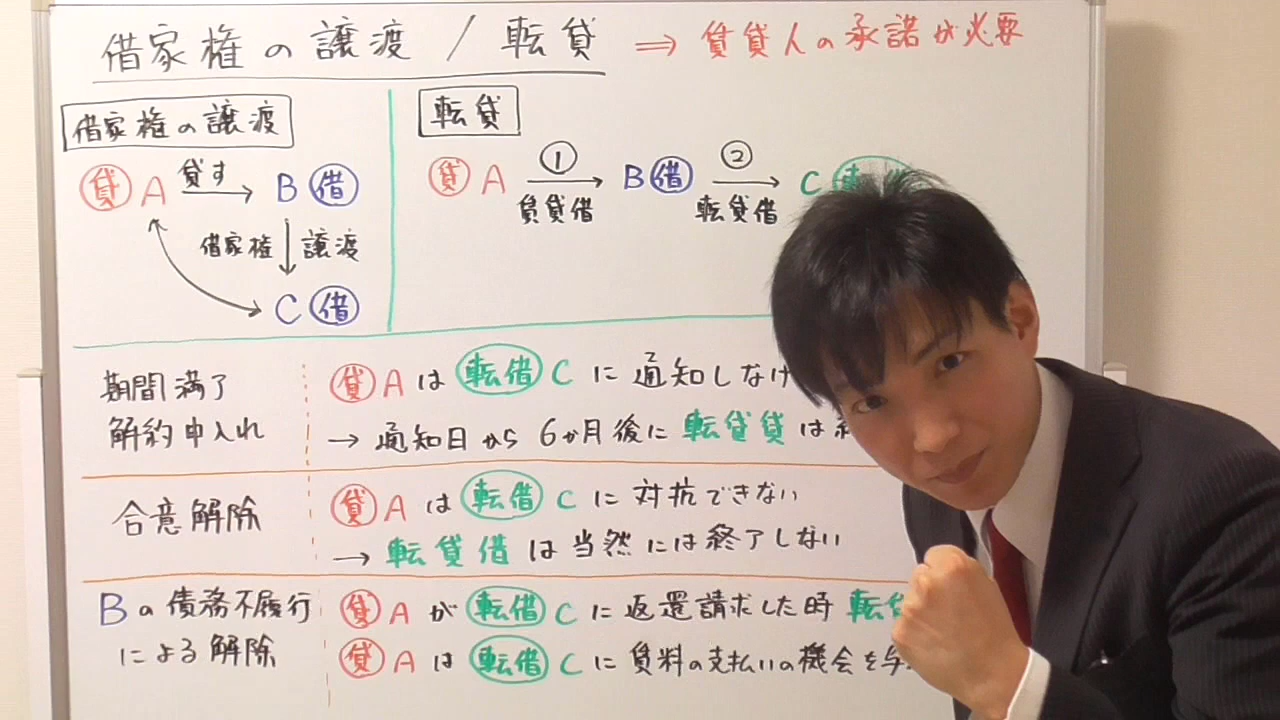 借家権の譲渡 / 転貸 ⇒ 賃貸人の承諾が必要
借家権の譲渡
貸 A 貸す B 借
借家権 譲渡
C 借
転貸
貸 A ① B 借 ② C
賃貸借 転貸借
期間満了
解約申入れ
貸 A は 転借 C に 通知しなけ
→ 通知日から 6か月後に 転貸貸 は
合意解除
貸 A は 転借 C に 対抗できない
→ 転貸借 は当然には終了しない
Bの債務不履行
による解除
貸 A が 転借 C に返還請求した時
貸 A は 転借 C に賃料の支払いの機会を与